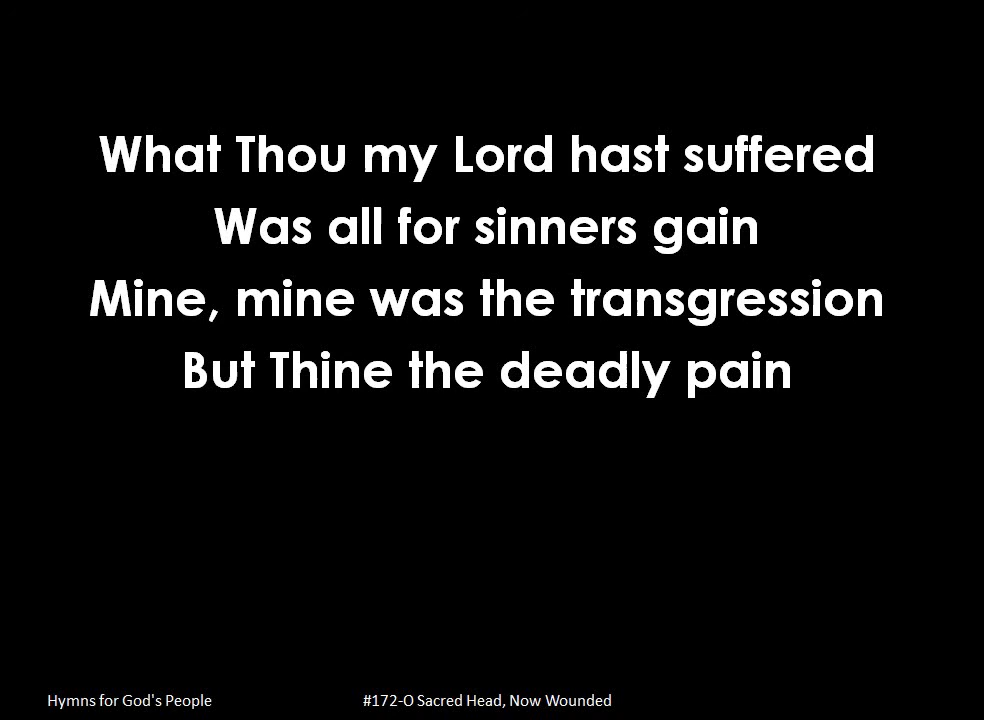 What Thou my Lord hast suffered
Was all for sinners gain
Mine, mine was the transgression
But Thine the deadly pain
Hymns for God's People
#172-O Sacred Head, Now Wounded